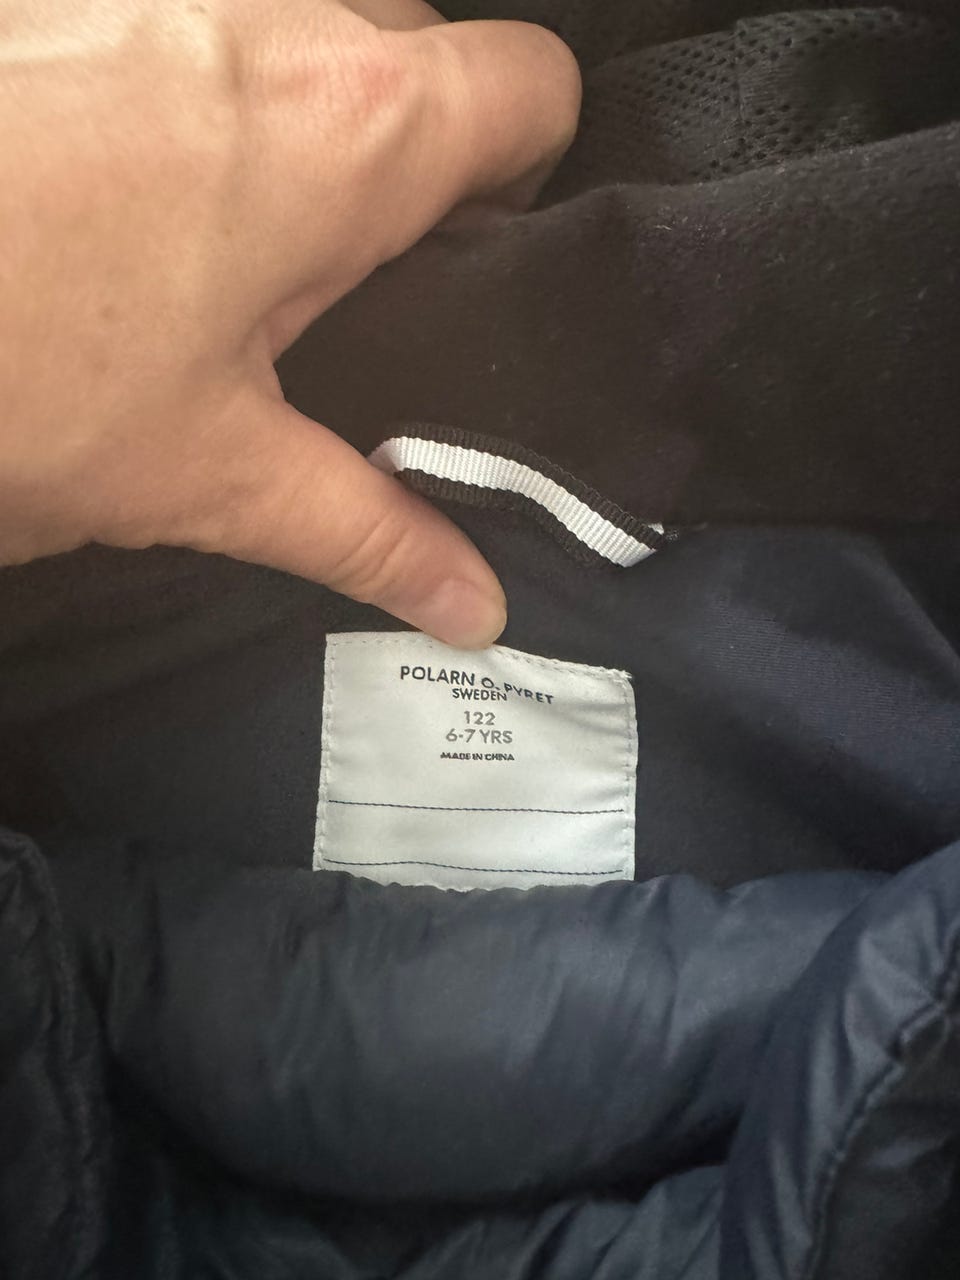 POLARN O. PYRET
SWEDEN
122
6-7 YRS
MADE IN CHINA